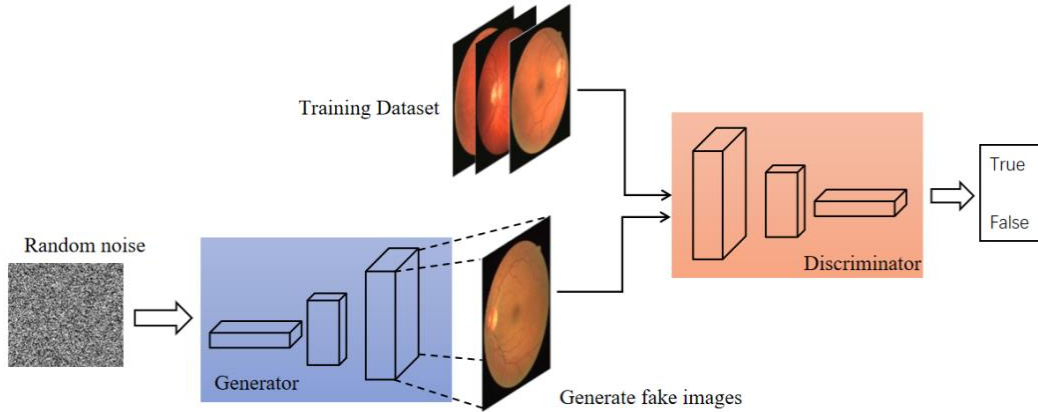 Training Dataset
True
False
Random noise
Discriminator
Generator
Generate fake images